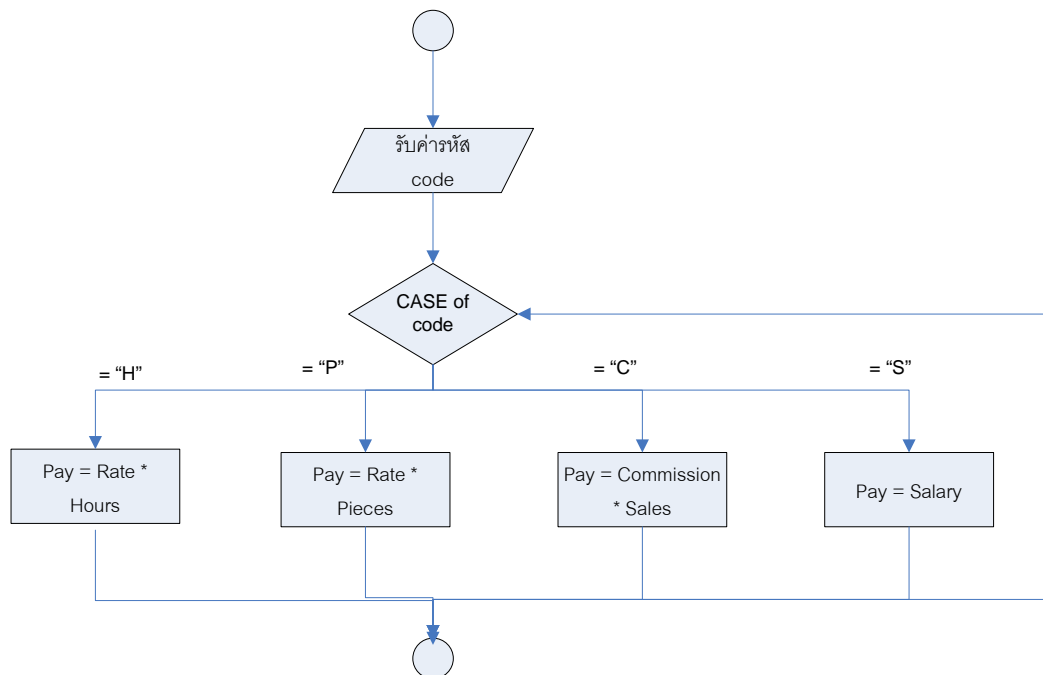 รับค่ารหัส
code
CASE of
code
= “H”
= “P”
= “C”
= “S”
Pay = Rate *
Hours
Pay = Rate *
Pieces
Pay = Commission
* Sales
Pay = Salary